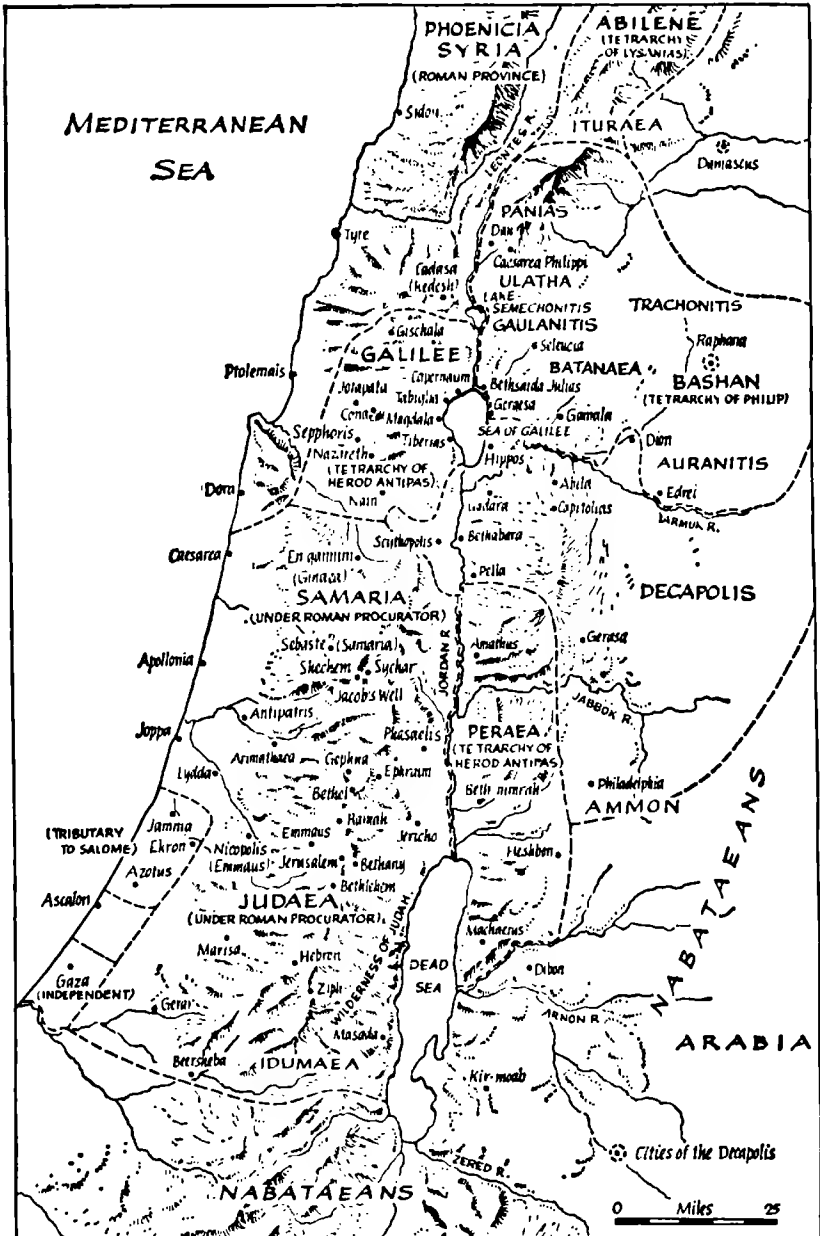 PHOENICIA
SYRIA
(ROMAN PROVINCE)
ABILENE
(TETRARCHY
OF LYSANIAS)
MEDITERRANEAN
SEA
Sidon
LEONTES R.
ITURAEA
Damascus
PANIAS
Dan
Tyre
Caesarea Philippi
Cadasa
(Kedesh)
ULATHA
LAKE
SEMECHONITIS
TRACHONITIS
GAULANITIS
Gischala
Raphana
GALILEE
Seleucia
BATANAEA
Ptolemais
Capernaum
Bethsaida Julias
BASHAN
(TETRARCHY OF PHILIP)
Jotapata
Tabigha
Geraesa
Cana
Magdala
Gamala
SEA OF GALILEE
Sepphoris
Tiberias
Dion
Nazireth
Hippos
AURANITIS
(TETRARCHY OF
HEROD ANTIPAS)
Abila
Dora
Nain
Gadara
Edrei
Capitolias
YARMUK R.
Scythopolis
Bethabara
Caesarea
En gannim
(Ginaea)
Pella
SAMARIA
DECAPOLIS
(UNDER ROMAN PROCURATOR)
Sebaste (Samaria)
JORDAN R
Amathus
Gerasa
Apollonia
Shechem
Sychar
Jacob's Well
JABBOK R.
Antipatris
Joppa
Phasaelis
PERAEA
(TETRARCHY OF
HEROD ANTIPAS)
Arimathaea
Gophna
Ephraim
Lydda
Bethel
Beth nimrah
Philadelphia
AMMON
Ramah
Jamnia
(TRIBUTARY
TO SALOME)
Emmaus
Jericho
Ekron
Nicopolis
(Emmaus)
Jerusalem
Bethany
Heshbon
Azotus
Bethlehem
Ascalon
JUDAEA
(UNDER ROMAN PROCURATOR)
WILDERNESS OF JUDAH
NABATAEANS
Marisa
Machaerus
Hebron
DEAD
SEA
Gaza
(INDEPENDENT)
Dibon
Ziph
Gerar
ARNON R.
Masada
ARABIA
Beersheba
IDUMAEA
Kir-moab
Cities of the Decapolis
ZERED R.
NABATAEANS
0 Miles 25